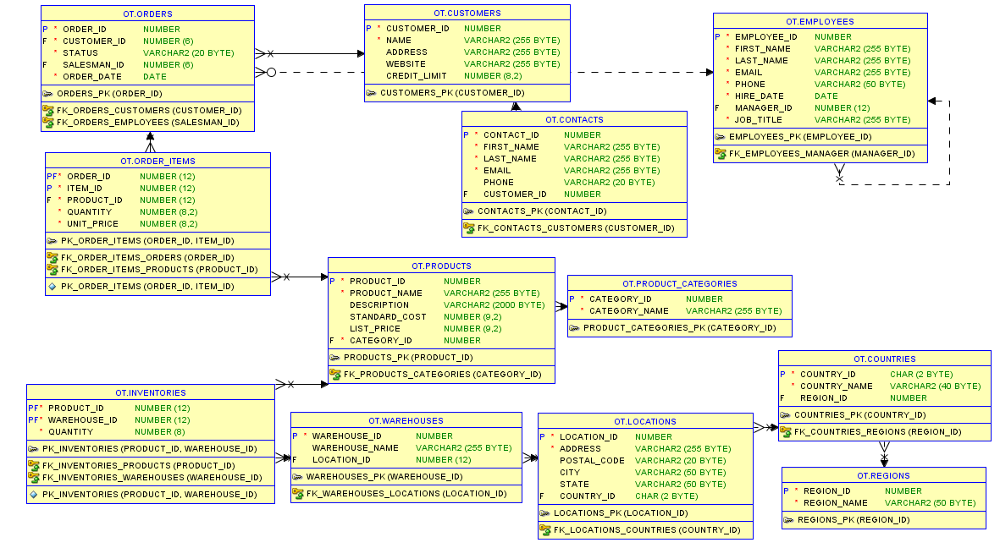 OT.ORDERS
P * ORDER_ID NUMBER
F * CUSTOMER_ID NUMBER (6)
* STATUS VARCHAR2 (20 BYTE)
F SALESMAN_ID NUMBER (6)
* ORDER_DATE DATE
ORDERS_PK (ORDER_ID)
FK_ORDERS_CUSTOMERS (CUSTOMER_ID)
FK_ORDERS_EMPLOYEES (SALESMAN_ID)
OT.CUSTOMERS
P * CUSTOMER_ID NUMBER
* NAME VARCHAR2 (255 BYTE)
ADDRESS VARCHAR2 (255 BYTE)
WEBSITE VARCHAR2 (255 BYTE)
CREDIT_LIMIT NUMBER (8,2)
CUSTOMERS_PK (CUSTOMER_ID)
OT.EMPLOYEES
P * EMPLOYEE_ID NUMBER
* FIRST_NAME VARCHAR2 (255 BYTE)
* LAST_NAME VARCHAR2 (255 BYTE)
* EMAIL VARCHAR2 (255 BYTE)
* PHONE VARCHAR2 (50 BYTE)
* HIRE_DATE DATE
F MANAGER_ID NUMBER (12)
* JOB_TITLE VARCHAR2 (255 BYTE)
EMPLOYEES_PK (EMPLOYEE_ID)
FK_EMPLOYEES_MANAGER (MANAGER_ID)
OT.CONTACTS
P * CONTACT_ID NUMBER
* FIRST_NAME VARCHAR2 (255 BYTE)
* LAST_NAME VARCHAR2 (255 BYTE)
* EMAIL VARCHAR2 (255 BYTE)
PHONE VARCHAR2 (20 BYTE)
F CUSTOMER_ID NUMBER
CONTACTS_PK (CONTACT_ID)
FK_CONTACTS_CUSTOMERS (CUSTOMER_ID)
OT.ORDER_ITEMS
PF* ORDER_ID NUMBER (12)
P * ITEM_ID NUMBER (12)
F * PRODUCT_ID NUMBER (12)
* QUANTITY NUMBER (8,2)
* UNIT_PRICE NUMBER (8,2)
PK_ORDER_ITEMS (ORDER_ID, ITEM_ID)
FK_ORDER_ITEMS_ORDERS (ORDER_ID)
FK_ORDER_ITEMS_PRODUCTS (PRODUCT_ID)
PK_ORDER_ITEMS (ORDER_ID, ITEM_ID)
OT.PRODUCTS
P * PRODUCT_ID NUMBER
* PRODUCT_NAME VARCHAR2 (255 BYTE)
DESCRIPTION VARCHAR2 (2000 BYTE)
STANDARD_COST NUMBER (9,2)
LIST_PRICE NUMBER (9,2)
F * CATEGORY_ID NUMBER
PRODUCTS_PK (PRODUCT_ID)
FK_PRODUCTS_CATEGORIES (CATEGORY_ID)
OT.PRODUCT_CATEGORIES
P * CATEGORY_ID NUMBER
* CATEGORY_NAME VARCHAR2 (255 BYTE)
PRODUCT_CATEGORIES_PK (CATEGORY_ID)
OT.INVENTORIES
PF* PRODUCT_ID NUMBER (12)
PF* WAREHOUSE_ID NUMBER (12)
* QUANTITY NUMBER (8)
PK_INVENTORIES (PRODUCT_ID, WAREHOUSE_ID)
FK_INVENTORIES_PRODUCTS (PRODUCT_ID)
FK_INVENTORIES_WAREHOUSES (WAREHOUSE_ID)
PK_INVENTORIES (PRODUCT_ID, WAREHOUSE_ID)
OT.WAREHOUSES
P * WAREHOUSE_ID NUMBER
WAREHOUSE_NAME VARCHAR2 (255 BYTE)
F LOCATION_ID NUMBER (12)
WAREHOUSES_PK (WAREHOUSE_ID)
FK_WAREHOUSES_LOCATIONS (LOCATION_ID)
OT.LOCATIONS
P * LOCATION_ID NUMBER
* ADDRESS VARCHAR2 (255 BYTE)
POSTAL_CODE VARCHAR2 (20 BYTE)
CITY VARCHAR2 (50 BYTE)
STATE VARCHAR2 (50 BYTE)
F COUNTRY_ID CHAR (2 BYTE)
LOCATIONS_PK (LOCATION_ID)
FK_LOCATIONS_COUNTRIES (COUNTRY_ID)
OT.COUNTRIES
P * COUNTRY_ID CHAR (2 BYTE)
* COUNTRY_NAME VARCHAR2 (40 BYTE)
F REGION_ID NUMBER
COUNTRIES_PK (COUNTRY_ID)
FK_COUNTRIES_REGIONS (REGION_ID)
OT.REGIONS
P * REGION_ID NUMBER
* REGION_NAME VARCHAR2 (50 BYTE)
REGIONS_PK (REGION_ID)